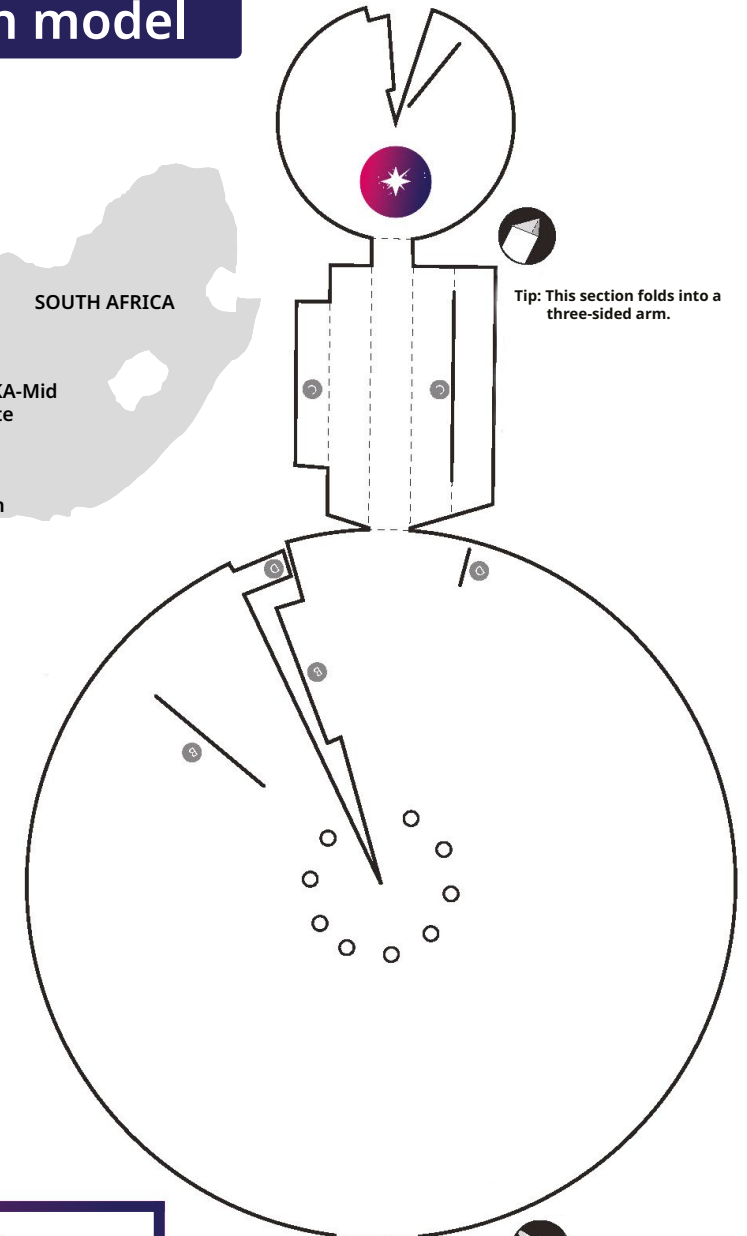 n model
SOUTH AFRICA
KA-Mid
te
n
Tip: This section folds into a
three-sided arm.
C
C
D
D
B
B